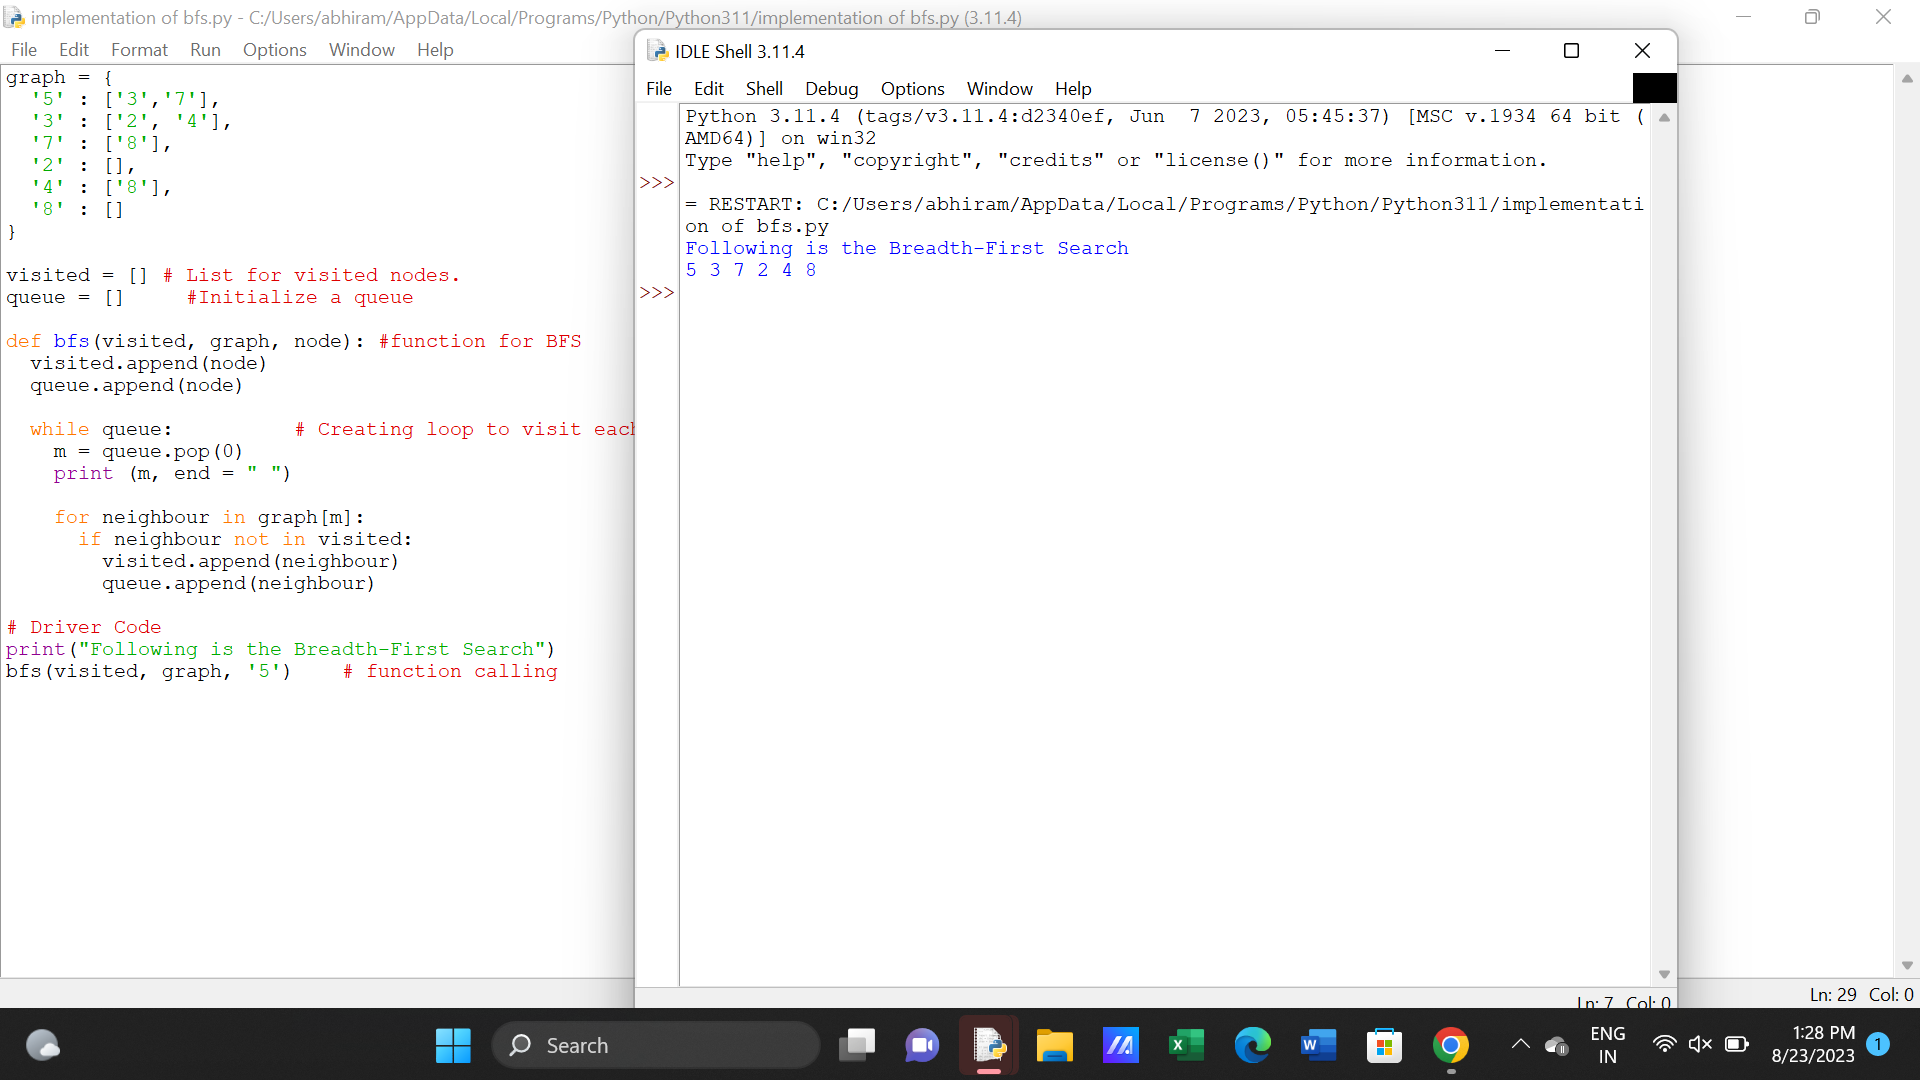 implementation of bfs.py - C:/Users/abhiram/AppData/Local/Programs/Python/Python311/implementation of bfs.py (3.11.4)
File Edit Format Run Options Window Help
graph = {
  '5' : ['3','7'],
  '3' : ['2', '4'],
  '7' : ['8'],
  '2' : [],
  '4' : ['8'],
  '8' : []
}
visited = [] # List for visited nodes.
queue = []     #Initialize a queue
def bfs(visited, graph, node): #function for BFS
  visited.append(node)
  queue.append(node)
  while queue:          # Creating loop to visit each
    m = queue.pop(0)
    print (m, end = " ")
    for neighbour in graph[m]:
      if neighbour not in visited:
        visited.append(neighbour)
        queue.append(neighbour)
# Driver Code
print("Following is the Breadth-First Search")
bfs(visited, graph, '5')    # function calling
IDLE Shell 3.11.4
File Edit Shell Debug Options Window Help
Python 3.11.4 (tags/v3.11.4:d2340ef, Jun  7 2023, 05:45:37) [MSC v.1934 64 bit (
AMD64)] on win32
Type "help", "copyright", "credits" or "license()" for more information.
>>>
= RESTART: C:/Users/abhiram/AppData/Local/Programs/Python/Python311/implementati
on of bfs.py
Following is the Breadth-First Search
5 3 7 2 4 8
>>>
Ln: 7 Col: 0
Ln: 29 Col: 0
Search
ENG
IN
1:28 PM
8/23/2023
1